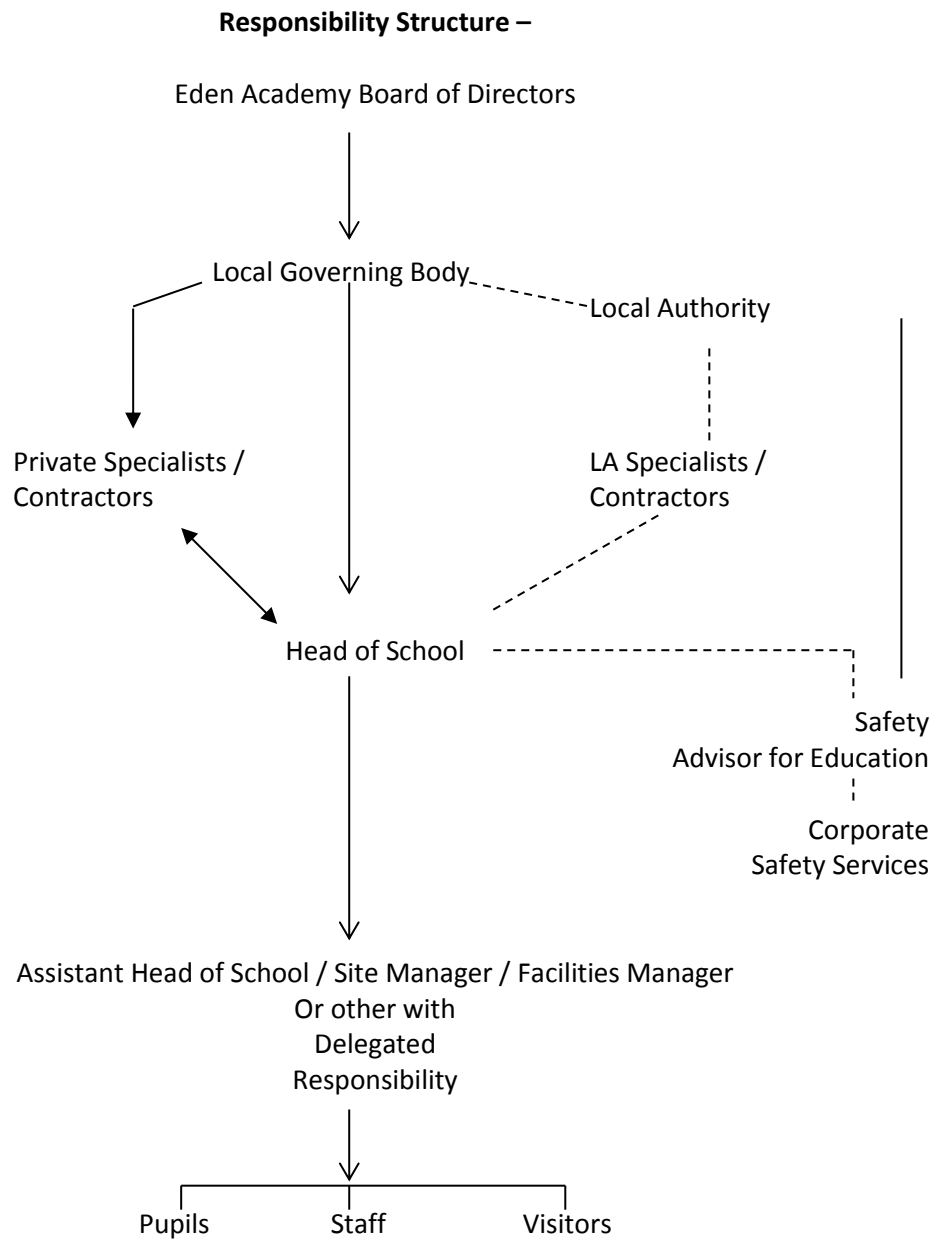 Responsibility Structure –
Eden Academy Board of Directors
Local Governing Body
Local Authority
Private Specialists /
Contractors
LA Specialists /
Contractors
Head of School
Safety
Advisor for Education
Corporate
Safety Services
Assistant Head of School / Site Manager / Facilities Manager
Or other with
Delegated
Responsibility
Pupils
Staff
Visitors